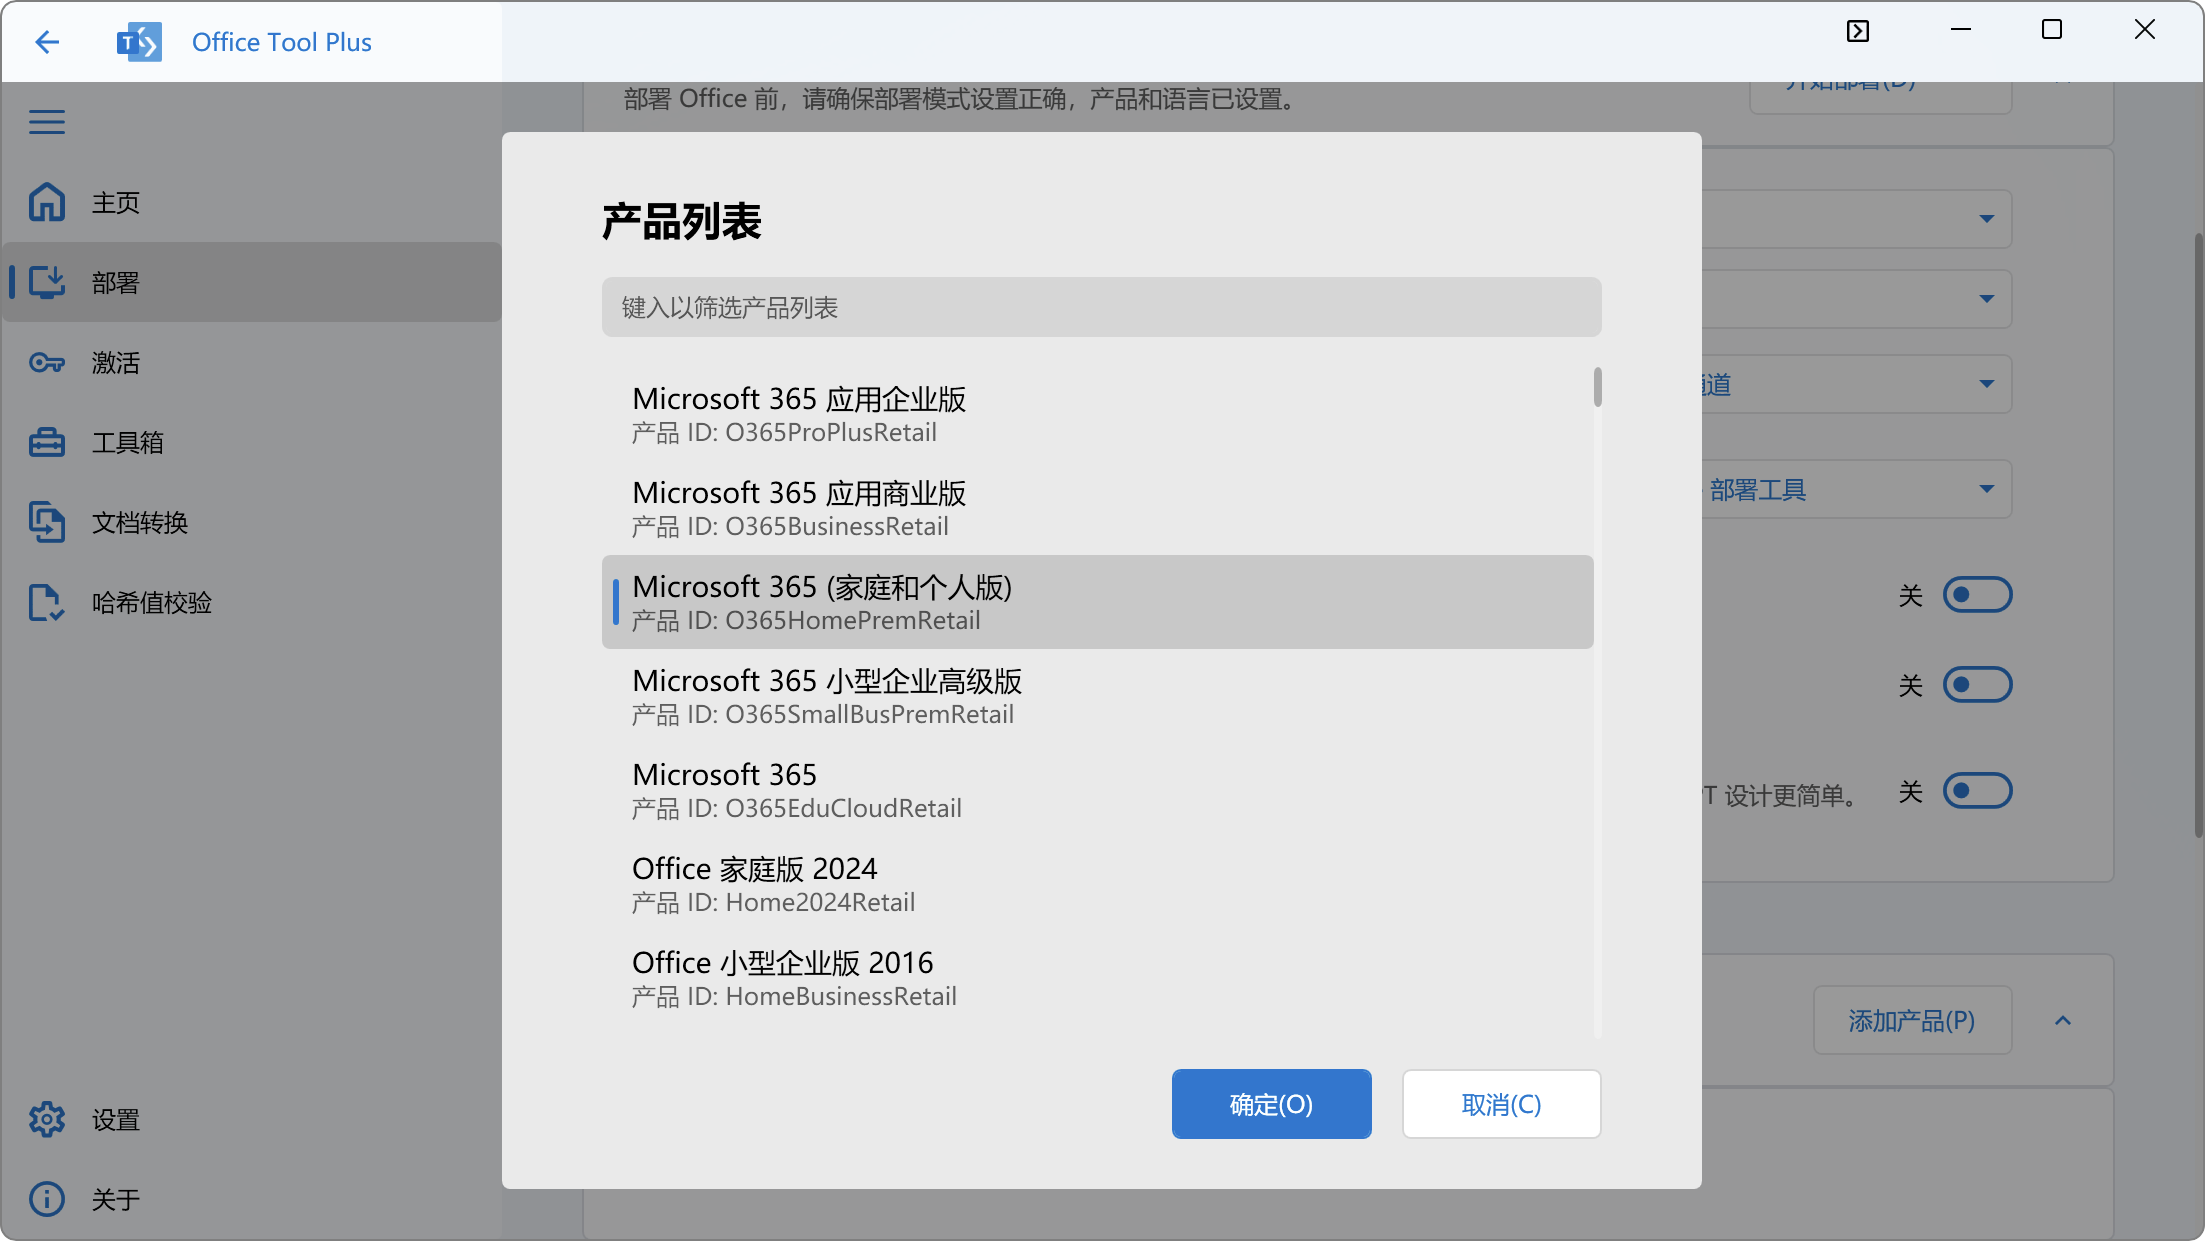 Office Tool Plus
部署 Office 前，请确保部署模式设置正确，产品和语言已设置。
开始部署(D)
主页
部署
激活
工具箱
文档转换
哈希值校验
设置
关于
产品列表
键入以筛选产品列表
Microsoft 365 应用企业版
产品 ID: O365ProPlusRetail
Microsoft 365 应用商业版
产品 ID: O365BusinessRetail
Microsoft 365 (家庭和个人版)
产品 ID: O365HomePremRetail
Microsoft 365 小型企业高级版
产品 ID: O365SmallBusPremRetail
Microsoft 365
产品 ID: O365EduCloudRetail
Office 家庭版 2024
产品 ID: Home2024Retail
Office 小型企业版 2016
产品 ID: HomeBusinessRetail
确定(O)
取消(C)
道
部署工具
关
关
T 设计更简单。
关
添加产品(P)